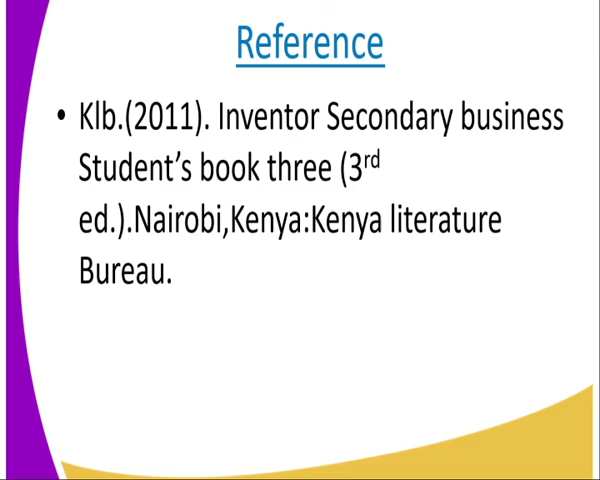 Reference
• Klb.(2011). Inventor Secondary business
Student’s book three (3rd
ed.).Nairobi,Kenya:Kenya literature
Bureau.